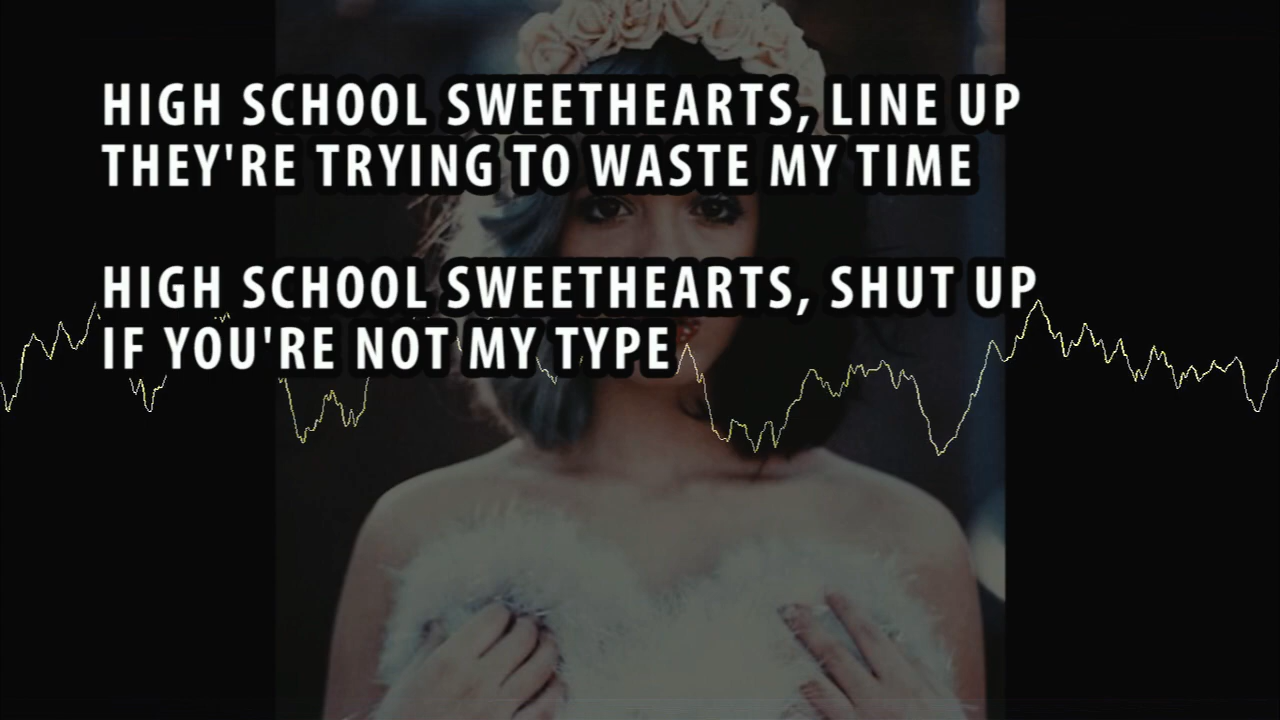 HIGH SCHOOL SWEETHEARTS, LINE UP
THEY'RE TRYING TO WASTE MY TIME
HIGH SCHOOL SWEETHEARTS, SHUT UP
IF YOU'RE NOT MY TYPE